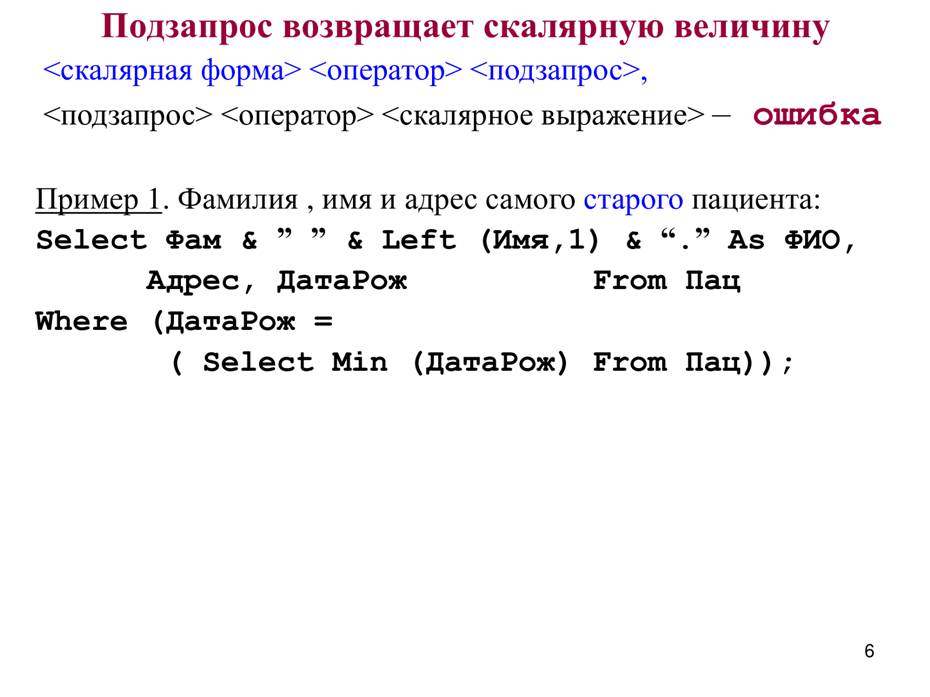 Подзапрос возвращает скалярную величину
<скалярная форма> <оператор> <подзапрос>,
<подзапрос> <оператор> <скалярное выражение> – ошибка
Пример 1. Фамилия , имя и адрес самого старого пациента:
Select Фам & ” ” & Left (Имя,1) & “.” As ФИО,
Адрес, ДатаРож From Пац
Where (ДатаРож =
( Select Min (ДатаРож) From Пац));
6